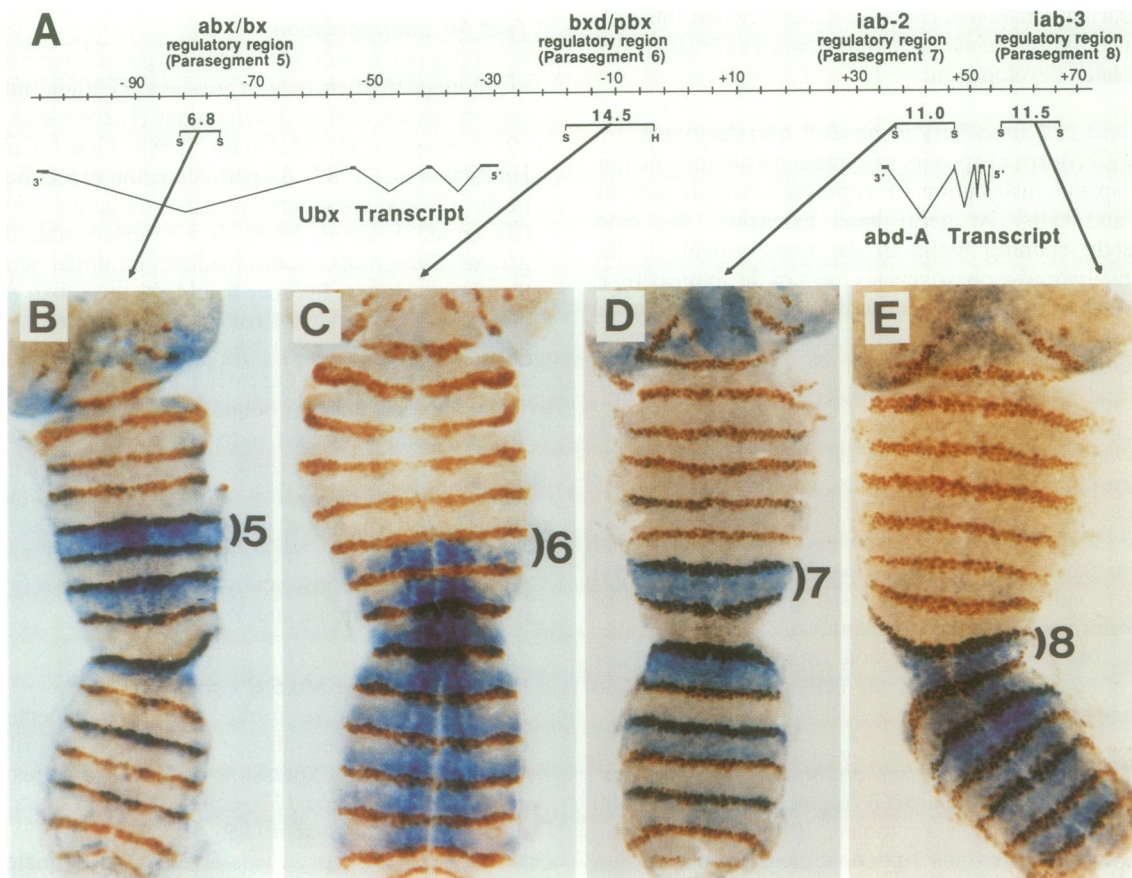 A
abx/bx
regulatory region
(Parasegment 5)
bxd/pbx
regulatory region
(Parasegment 6)
iab-2
regulatory region
(Parasegment 7)
iab-3
regulatory region
(Parasegment 8)
-90 -70 -50 -30 -10 +10 +30 +50 +70
6.8
S S
14.5
S H
11.0
S S
11.5
S S
3' 5'
Ubx Transcript
3' 5'
abd-A Transcript
B
C
D
E
)5
)6
)7
)8